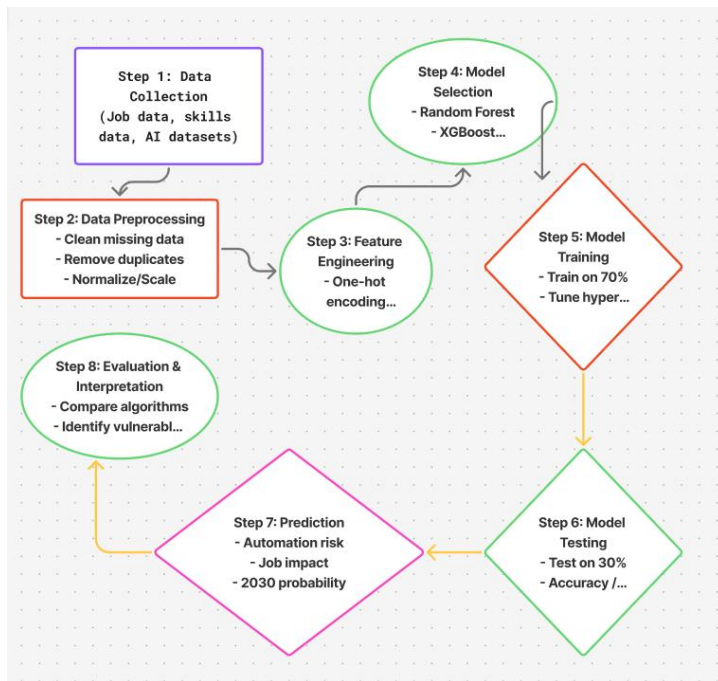 Step 1: Data
Collection
(Job data, skills
data, AI datasets)
Step 2: Data Preprocessing
- Clean missing data
- Remove duplicates
- Normalize/Scale
Step 3: Feature
Engineering
- One-hot
encoding...
Step 4: Model
Selection
- Random Forest
- XGBoost...
Step 5: Model
Training
- Train on 70%
- Tune hyper...
Step 6: Model
Testing
- Test on 30%
- Accuracy /...
Step 7: Prediction
- Automation risk
- Job impact
- 2030 probability
Step 8: Evaluation &
Interpretation
- Compare algorithms
- Identify vulnerabl...